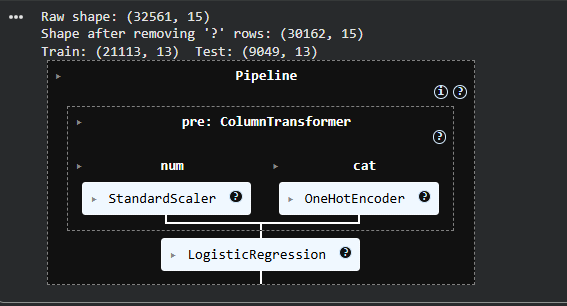 Raw shape: (32561, 15)
Shape after removing '?' rows: (30162, 15)
Train: (21113, 13)  Test: (9049, 13)
Pipeline
i ?
pre: ColumnTransformer
?
num cat
StandardScaler ? OneHotEncoder ?
LogisticRegression ?